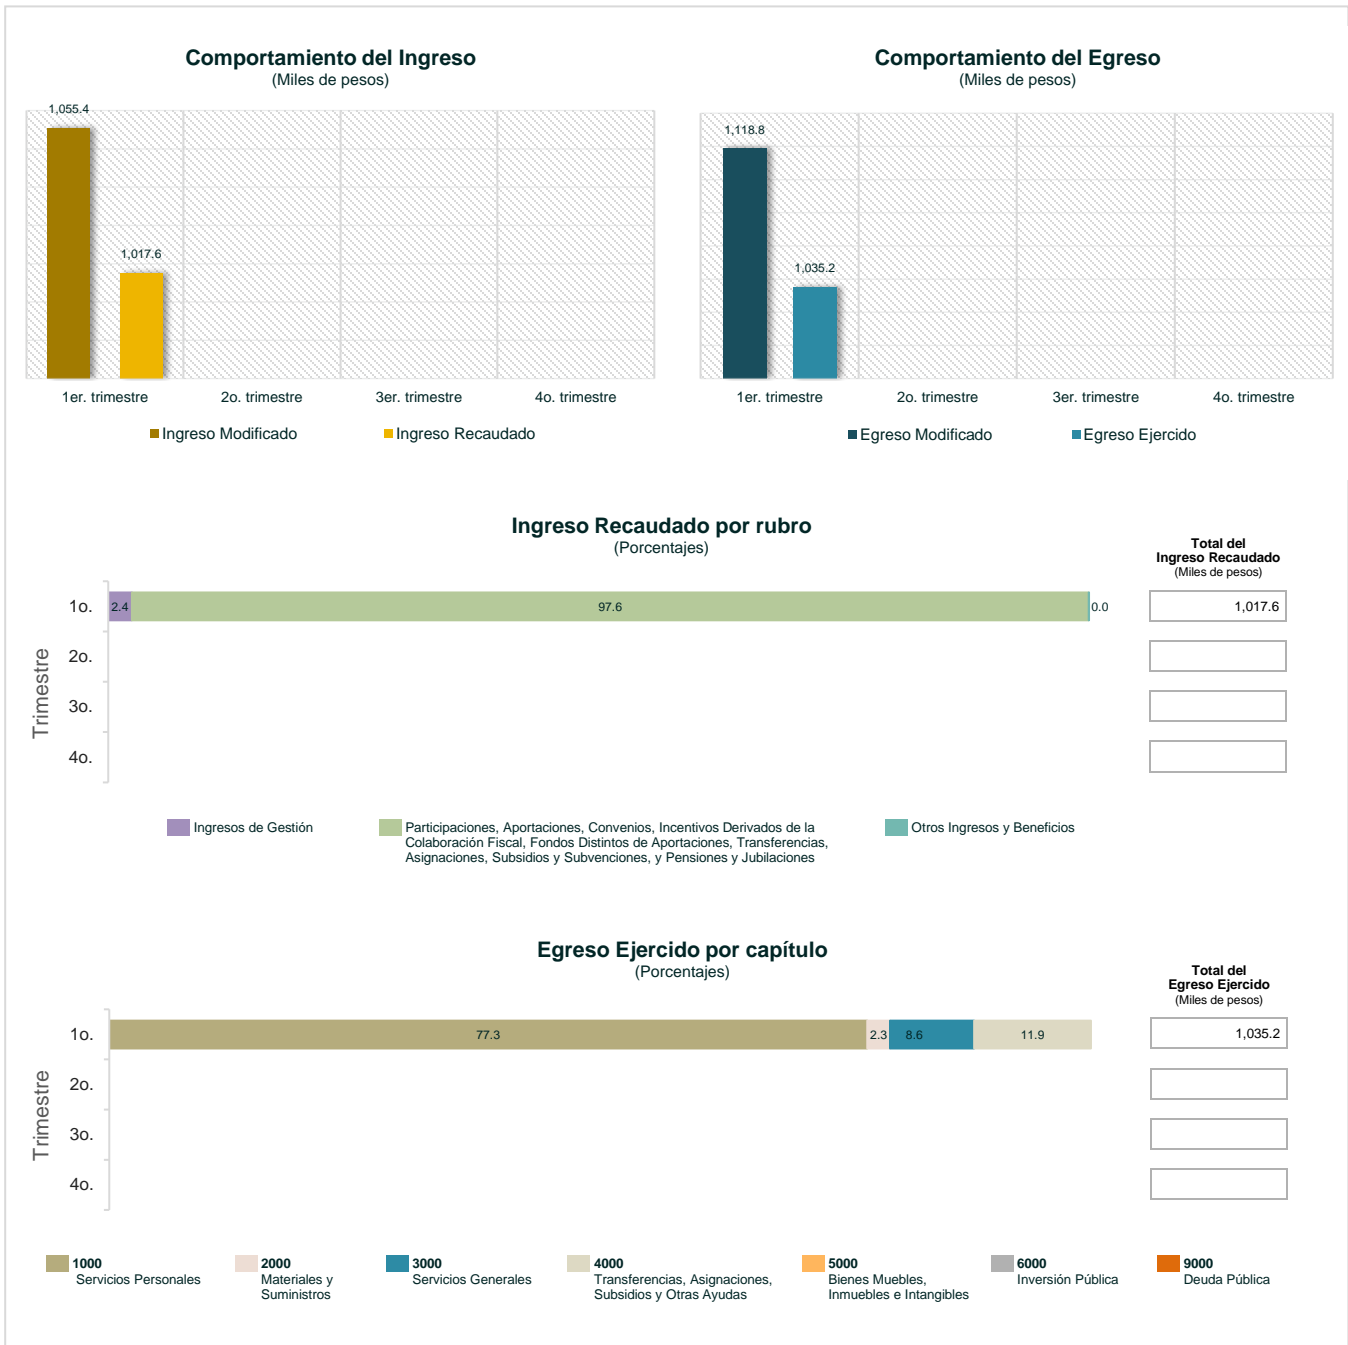 Comportamiento del Ingreso
(Miles de pesos)
1,055.4
1,017.6
1er. trimestre
2o. trimestre
3er. trimestre
4o. trimestre
Ingreso Modificado
Ingreso Recaudado
Comportamiento del Egreso
(Miles de pesos)
1,118.8
1,035.2
1er. trimestre
2o. trimestre
3er. trimestre
4o. trimestre
Egreso Modificado
Egreso Ejercido
Ingreso Recaudado por rubro
(Porcentajes)
Total del
Ingreso Recaudado
(Miles de pesos)
Trimestre
1o.
2.4
97.6
0.0
1,017.6
2o.
3o.
4o.
Ingresos de Gestión
Participaciones, Aportaciones, Convenios, Incentivos Derivados de la
Colaboración Fiscal, Fondos Distintos de Aportaciones, Transferencias,
Asignaciones, Subsidios y Subvenciones, y Pensiones y Jubilaciones
Otros Ingresos y Beneficios
Egreso Ejercido por capítulo
(Porcentajes)
Total del
Egreso Ejercido
(Miles de pesos)
Trimestre
1o.
77.3
2.3
8.6
11.9
1,035.2
2o.
3o.
4o.
1000
Servicios Personales
2000
Materiales y
Suministros
3000
Servicios Generales
4000
Transferencias, Asignaciones,
Subsidios y Otras Ayudas
5000
Bienes Muebles,
Inmuebles e Intangibles
6000
Inversión Pública
9000
Deuda Pública